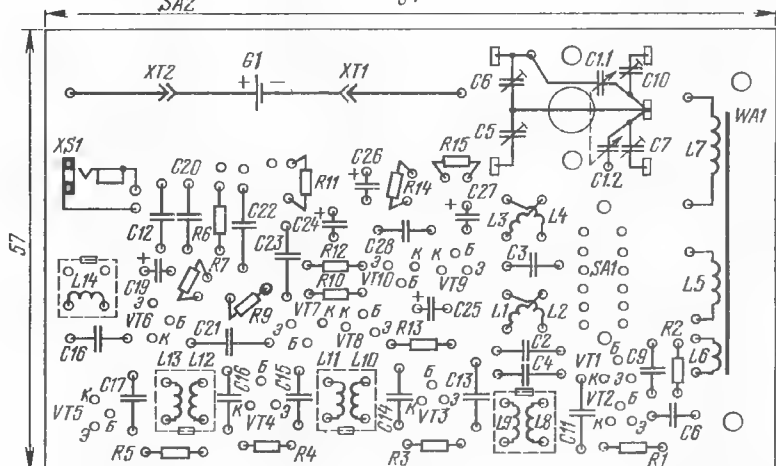 SA2
57
XT2
+ G1 −
XT1
C6
C1.1
C10
C5
C1.2
C7
L7
WA1
XS1
C20
C12
R6
C22
R11
C26
R14
R15
C27
C24
C23
C28
L3
L4
C3
SA1
L5
L14
C19
R7
R12
R10
К
Э
VT10
Б
К
Б
VT9
Э
Э
VT6
Б
К
C21
R9
VT7
К
К
Б
Э
Б
VT8
Э
C25
R13
L1
L2
C2
C4
VT1
Б
К
Э
R2
C9
L6
C16
C17
L13
L12
C16
Б
К
VT4
Э
C15
L11
L10
C14
Б
К
VT3
Э
C13
L9
L8
C11
VT2
Б
К
Э
C6
К
VT5
Э
Б
R5
R4
R3
R1